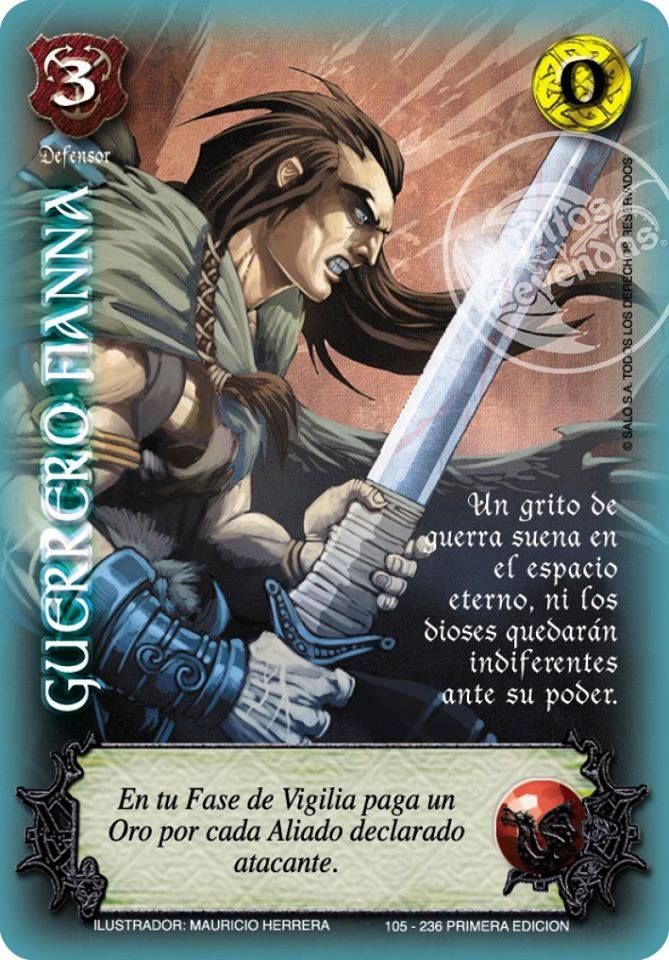 3
0
Defensor
GUERRERO FIANNA
Mitos
Leyendas
© SALO S.A. TODOS LOS DERECHOS RESERVADOS
Un grito de
guerra suena en
el espacio
eterno, ni los
dioses quedarán
indiferentes
ante su poder.
En tu Fase de Vigilia paga un
Oro por cada Aliado declarado
atacante.
ILUSTRADOR: MAURICIO HERRERA
105 - 236 PRIMERA EDICION